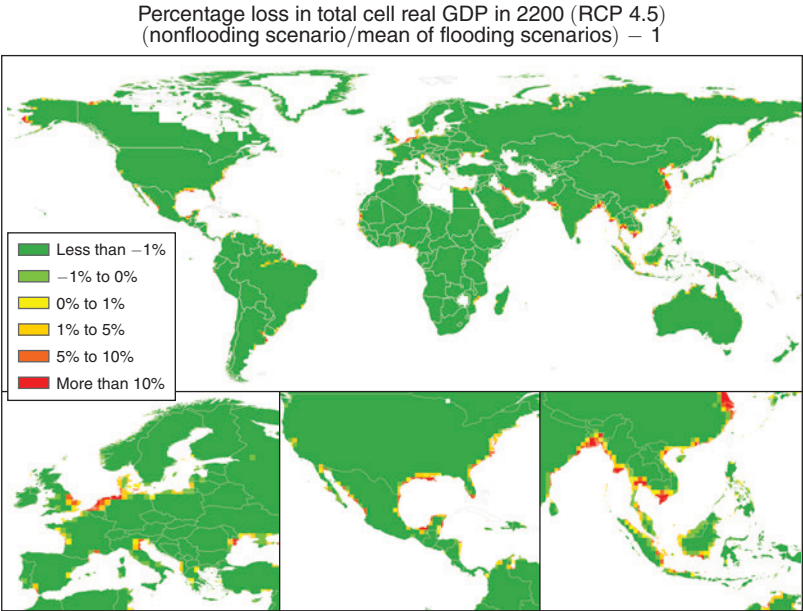 Percentage loss in total cell real GDP in 2200 (RCP 4.5)
(nonflooding scenario/mean of flooding scenarios) − 1
Less than −1%
−1% to 0%
0% to 1%
1% to 5%
5% to 10%
More than 10%